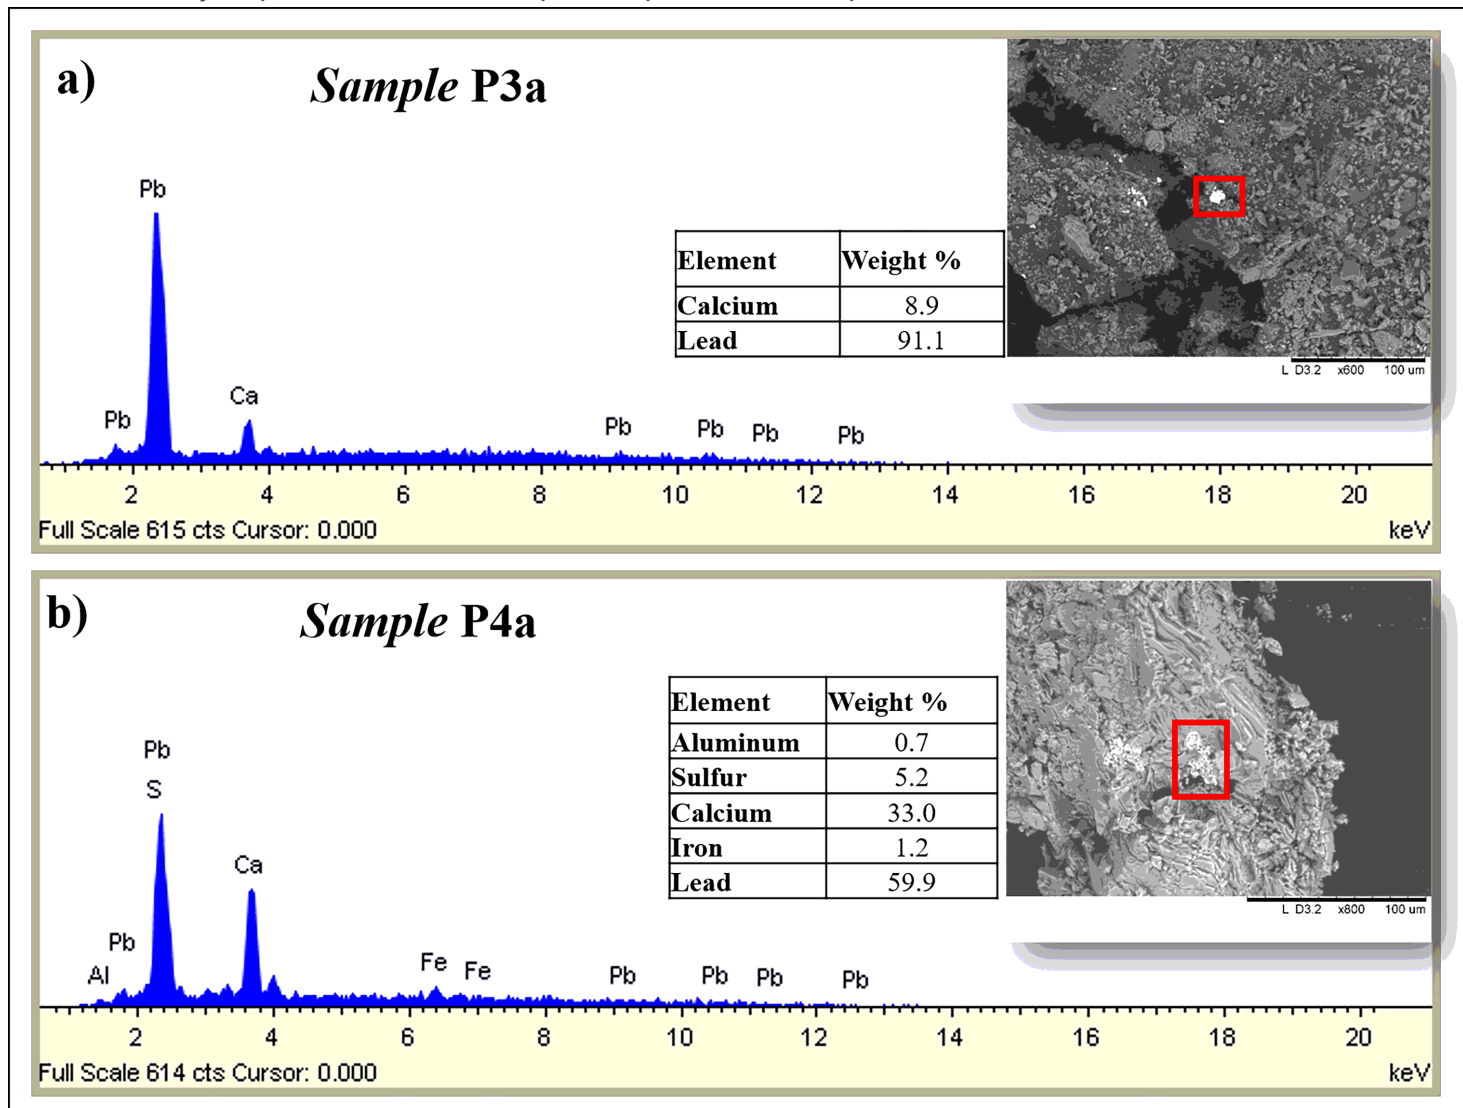 a)
Sample P3a
Pb
Pb
Ca
Pb
Pb
Pb
Pb
Element Weight %
Calcium 8.9
Lead 91.1
L D3.2 x600 100 um
2 4 6 8 10 12 14 16 18 20
Full Scale 615 cts Cursor: 0.000 keV
b)
Sample P4a
Pb
S
Ca
Pb
Al
Fe
Fe
Pb
Pb
Pb
Pb
Element Weight %
Aluminum 0.7
Sulfur 5.2
Calcium 33.0
Iron 1.2
Lead 59.9
L D3.2 x800 100 um
2 4 6 8 10 12 14 16 18 20
Full Scale 614 cts Cursor: 0.000 keV